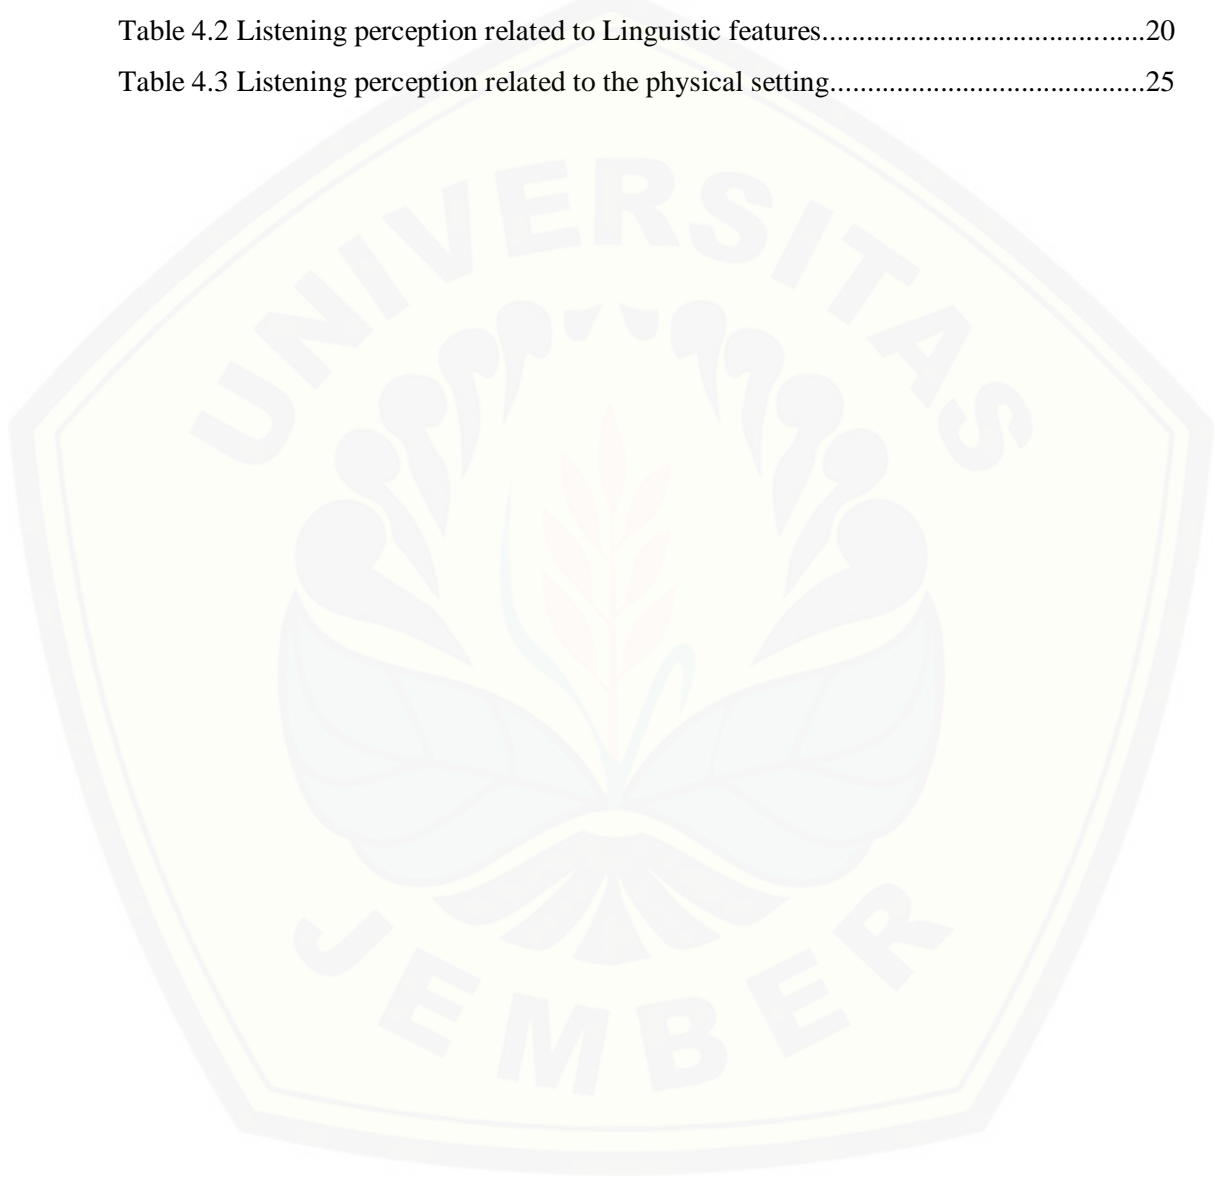 Table 4.2 Listening perception related to Linguistic features............................................20
Table 4.3 Listening perception related to the physical setting...........................................25
UNIVERSITAS
JEMBER